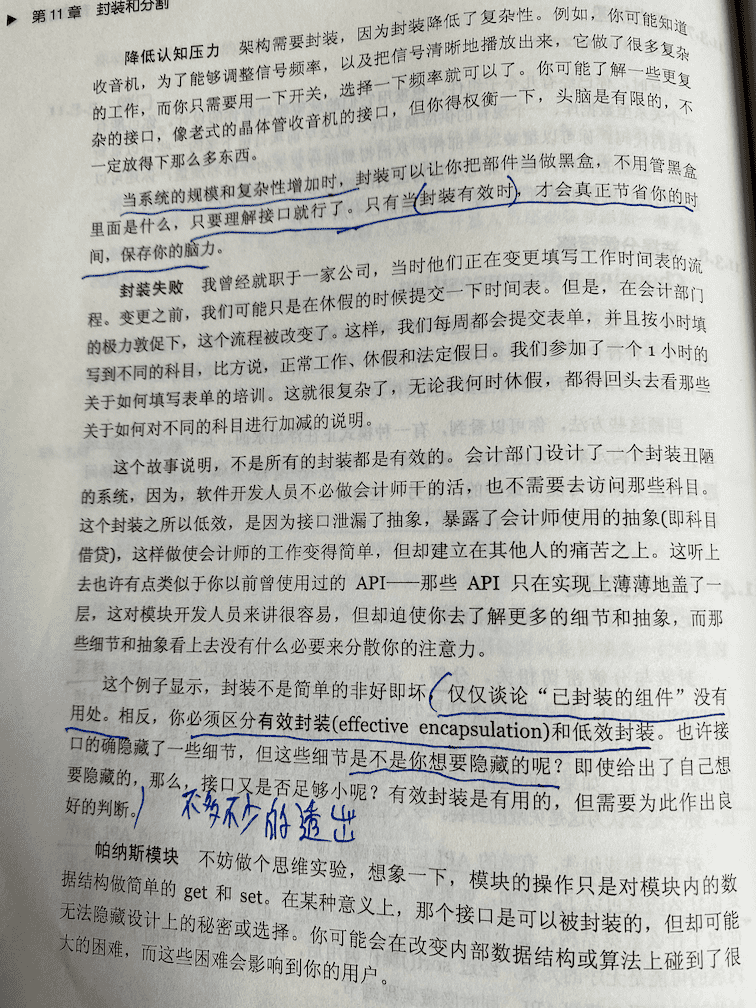 ▶ 第11章 封装和分割
降低认知压力 架构需要封装，因为封装降低了复杂性。例如，你可能知道
收音机，为了能够调整信号频率，以及把信号清晰地播放出来，它做了很多复杂
的工作，而你只需要用一下开关，选择一下频率就可以了。你可能了解一些更复
杂的接口，像老式的晶体管收音机的接口，但你得权衡一下，头脑是有限的，不
一定放得下那么多东西。
当系统的规模和复杂性增加时，封装可以让你把部件当做黑盒，不用管黑盒
里面是什么，只要理解接口就行了。只有当封装有效时，才会真正节省你的时
间，保存你的脑力。
封装失败 我曾经就职于一家公司，当时他们正在变更填写工作时间表的流
程。变更之前，我们可能只是在休假的时候提交一下时间表。但是，在会计部门
的极力敦促下，这个流程被改变了。这样，我们每周都会提交表单，并且按小时填
写到不同的科目，比方说，正常工作、休假和法定假日。我们参加了一个1小时的
关于如何填写表单的培训。这就很复杂了，无论我何时休假，都得回头去看那些
关于如何对不同的科目进行加减的说明。
这个故事说明，不是所有的封装都是有效的。会计部门设计了一个封装丑陋
的系统，因为，软件开发人员不必做会计师干的活，也不需要去访问那些科目。
这个封装之所以低效，是因为接口泄漏了抽象，暴露了会计师使用的抽象(即科目
借贷)，这样做使会计师的工作变得简单，但却建立在其他人的痛苦之上。这听上
去也许有点类似于你以前曾使用过的 API——那些 API 只在实现上薄薄地盖了一
层，这对模块开发人员来讲很容易，但却迫使你去了解更多的细节和抽象，而那
些细节和抽象看上去没有什么必要来分散你的注意力。
这个例子显示，封装不是简单的非好即坏，仅仅谈论“已封装的组件”没有
用处。相反，你必须区分有效封装(effective encapsulation)和低效封装。也许接
口的确隐藏了一些细节，但这些细节是不是你想要隐藏的呢？即使给出了自己想
要隐藏的，那么，接口又是否足够小呢？有效封装是有用的，但需要为此作出良
好的判断。
不多不少的透出
帕纳斯模块 不妨做个思维实验，想象一下，模块的操作只是对模块内的数
据结构做简单的 get 和 set。在某种意义上，那个接口是可以被封装的，但却可能
无法隐藏设计上的秘密或选择。你可能会在改变内部数据结构或算法上碰到了很
大的困难，而这些困难会影响到你的用户。